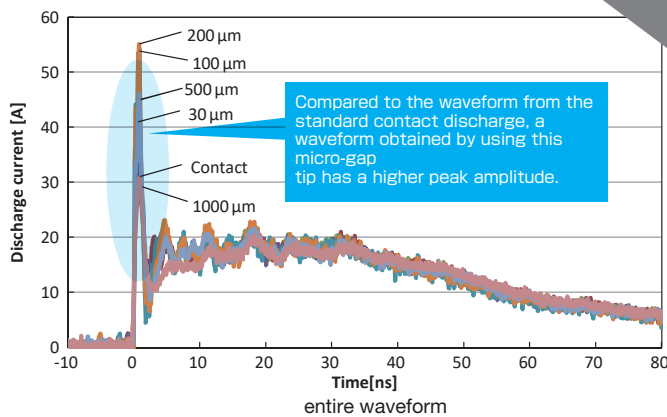 60
50
40
30
20
10
0
Discharge current [A]
200 μm
100 μm
500 μm
30 μm
Contact
1000 μm
Compared to the waveform from the
standard contact discharge, a
waveform obtained by using this
micro-gap
tip has a higher peak amplitude.
-10 0 10 20 30 40 50 60 70 80
Time[ns]
entire waveform